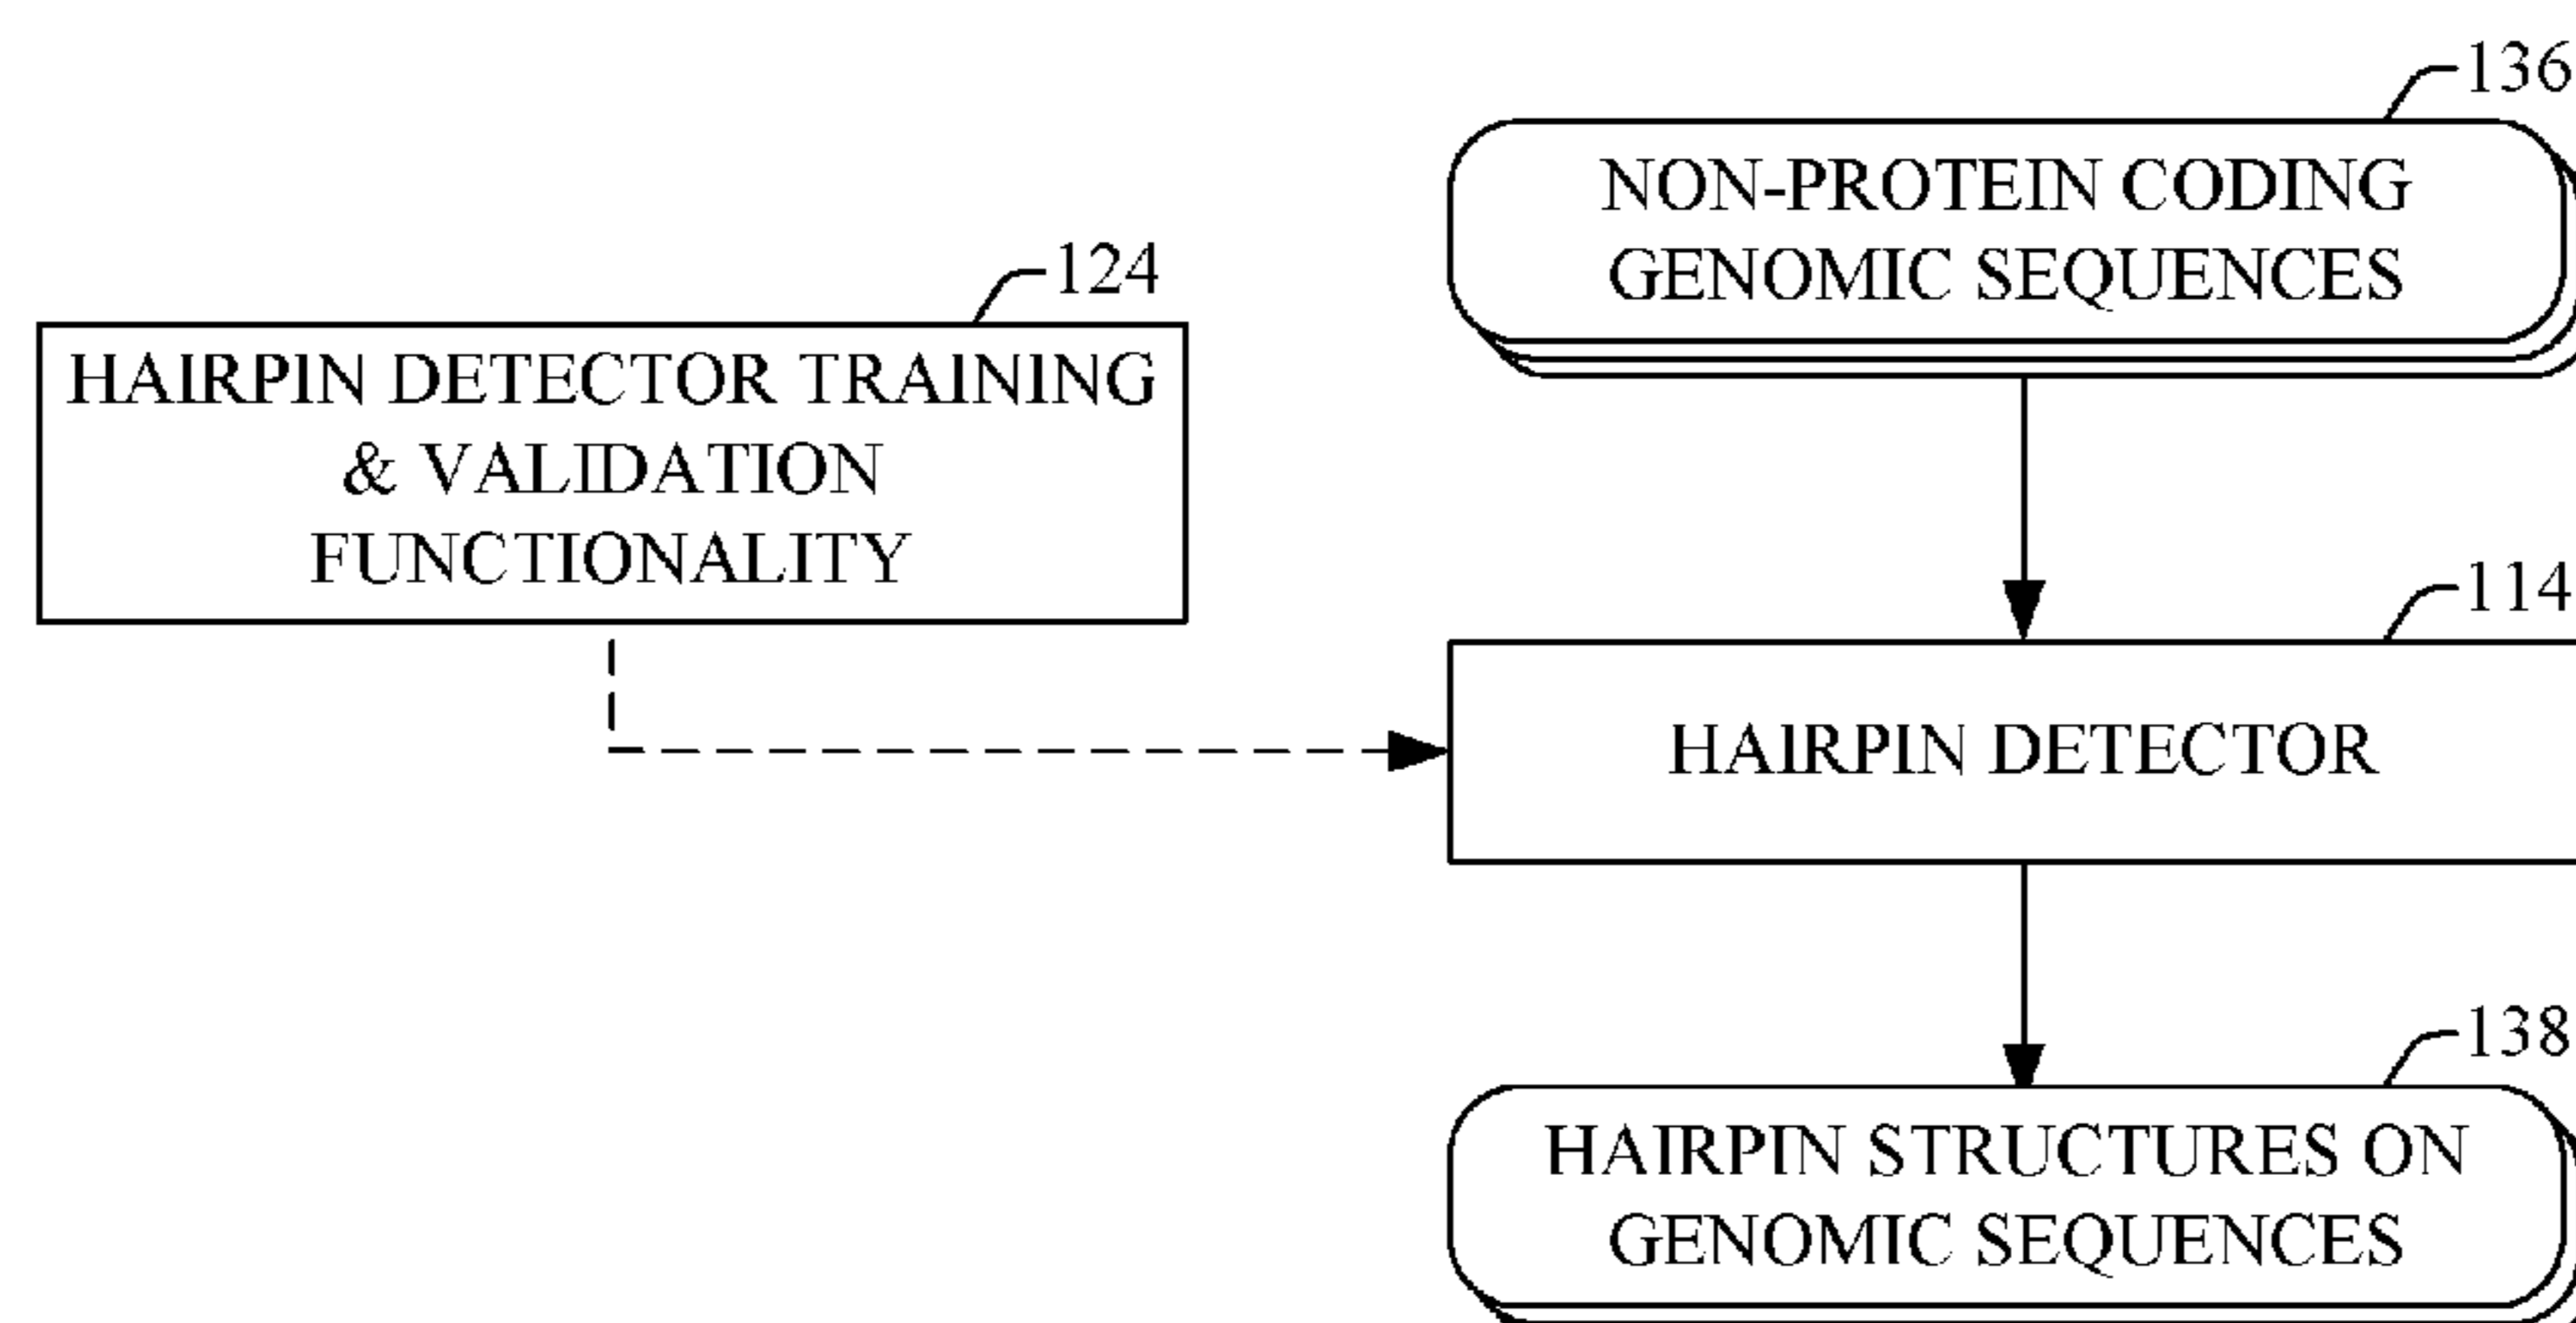 136
NON-PROTEIN CODING
GENOMIC SEQUENCES
124
HAIRPIN DETECTOR TRAINING
& VALIDATION
FUNCTIONALITY
114
HAIRPIN DETECTOR
138
HAIRPIN STRUCTURES ON
GENOMIC SEQUENCES